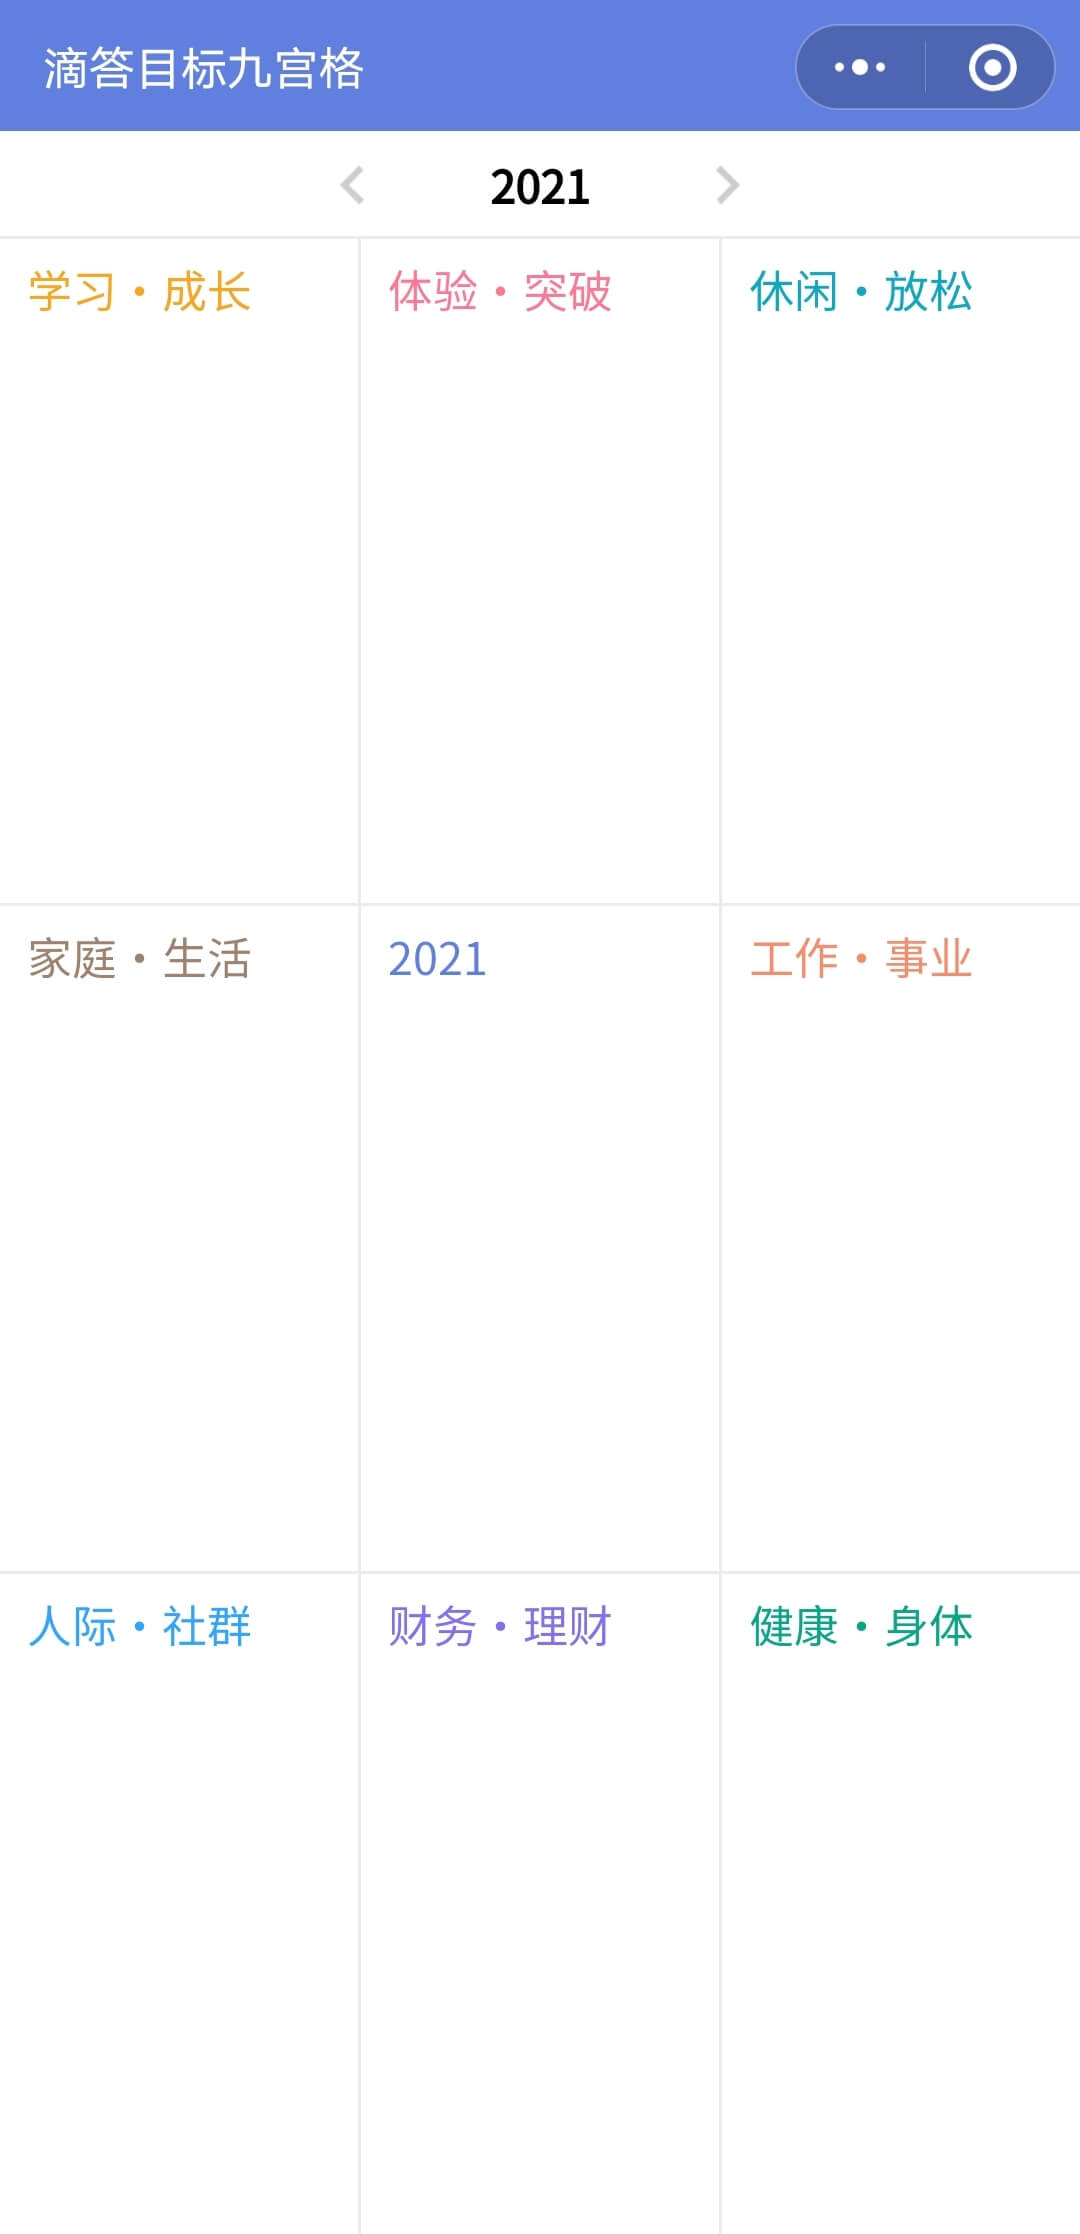 滴答目标九宫格
2021
学习・成长
体验・突破
休闲・放松
家庭・生活
2021
工作・事业
人际・社群
财务・理财
健康・身体